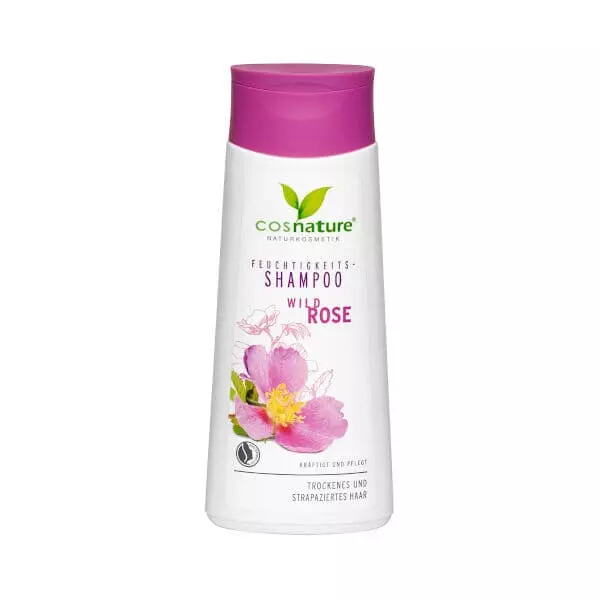 cosnature®
NATURKOSMETIK
FEUCHTIGKEITS-
SHAMPOO
WILD
ROSE
KRÄFTIGT UND PFLEGT
TROCKENES UND
STRAPAZIERTES HAAR